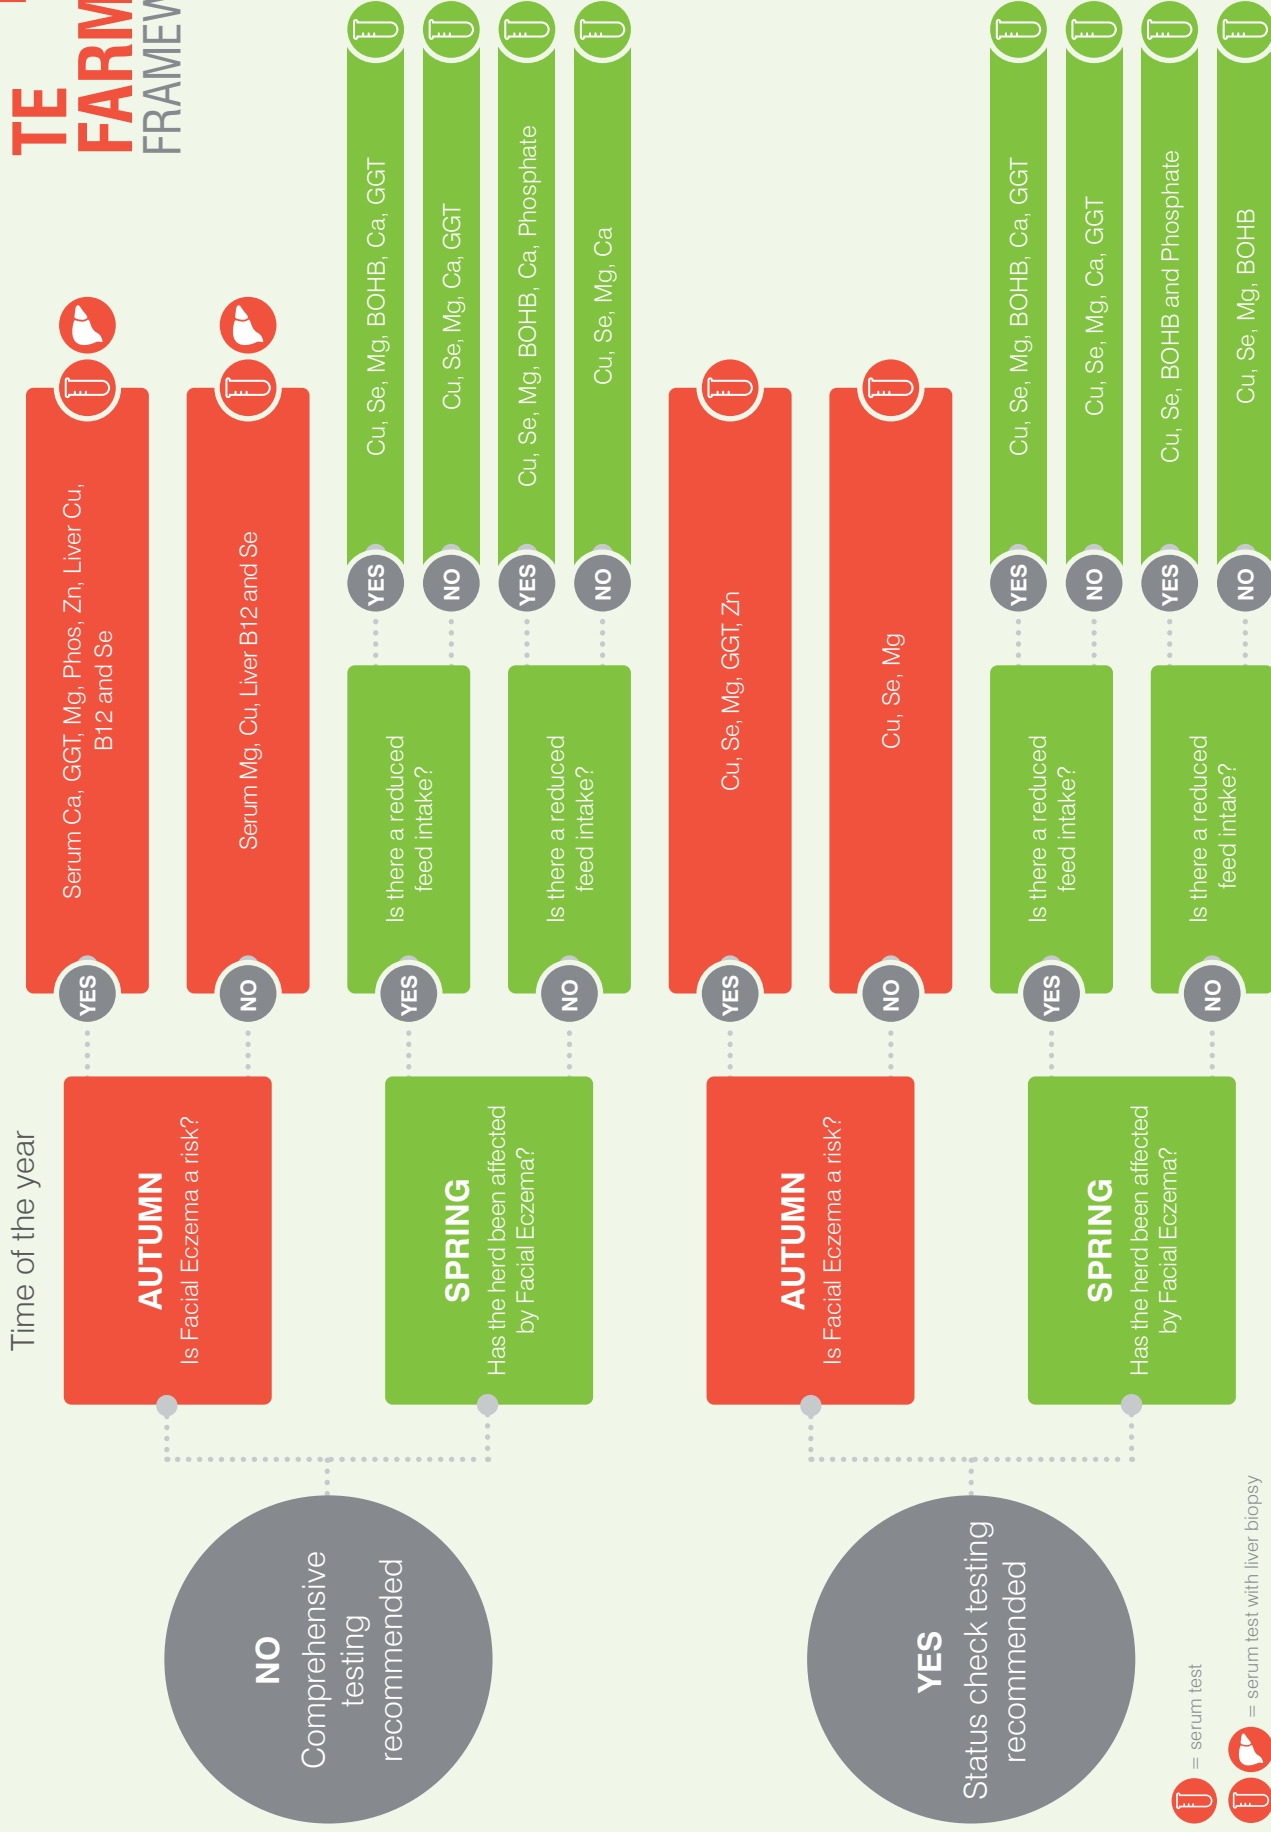 TE
FARM
FRAMEW
Time of the year
NO
Comprehensive
testing
recommended
AUTUMN
Is Facial Eczema a risk?
YES
Serum Ca, GGT, Mg, Phos, Zn, Liver Cu,
B12 and Se
NO
Serum Mg, Cu, Liver B12 and Se
SPRING
Has the herd been affected
by Facial Eczema?
YES
Is there a reduced
feed intake?
YES
Cu, Se, Mg, BOHB, Ca, GGT
NO
Cu, Se, Mg, Ca, GGT
NO
Is there a reduced
feed intake?
YES
Cu, Se, Mg, BOHB, Ca, Phosphate
NO
Cu, Se, Mg, Ca
YES
Status check testing
recommended
AUTUMN
Is Facial Eczema a risk?
YES
Cu, Se, Mg, GGT, Zn
NO
Cu, Se, Mg
SPRING
Has the herd been affected
by Facial Eczema?
YES
Is there a reduced
feed intake?
YES
Cu, Se, Mg, BOHB, Ca, GGT
NO
Cu, Se, Mg, Ca, GGT
NO
Is there a reduced
feed intake?
YES
Cu, Se, BOHB and Phosphate
NO
Cu, Se, Mg, BOHB
= serum test
= serum test with liver biopsy